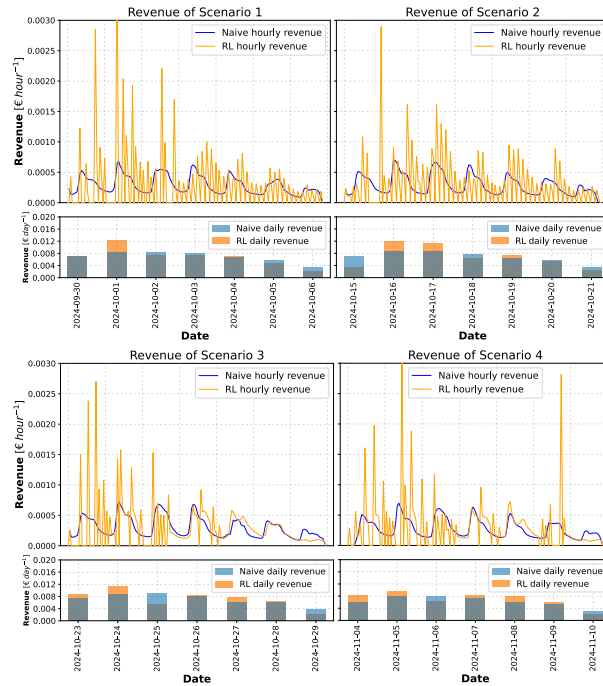 Revenue of Scenario 1
Revenue [€ hour⁻¹]
0.0030
0.0025
0.0020
0.0015
0.0010
0.0005
0.0000
Naive hourly revenue
RL hourly revenue
Revenue [€ day⁻¹]
0.020
0.016
0.012
0.008
0.004
0.000
Naive daily revenue
RL daily revenue
2024-09-30
2024-10-01
2024-10-02
2024-10-03
2024-10-04
2024-10-05
2024-10-06
Date
Revenue of Scenario 2
Naive hourly revenue
RL hourly revenue
Naive daily revenue
RL daily revenue
2024-10-15
2024-10-16
2024-10-17
2024-10-18
2024-10-19
2024-10-20
2024-10-21
Date
Revenue of Scenario 3
Revenue [€ hour⁻¹]
0.0030
0.0025
0.0020
0.0015
0.0010
0.0005
0.0000
Naive hourly revenue
RL hourly revenue
Revenue [€ day⁻¹]
0.020
0.016
0.012
0.008
0.004
0.000
Naive daily revenue
RL daily revenue
2024-10-23
2024-10-24
2024-10-25
2024-10-26
2024-10-27
2024-10-28
2024-10-29
Date
Revenue of Scenario 4
Naive hourly revenue
RL hourly revenue
Naive daily revenue
RL daily revenue
2024-11-04
2024-11-05
2024-11-06
2024-11-07
2024-11-08
2024-11-09
2024-11-10
Date